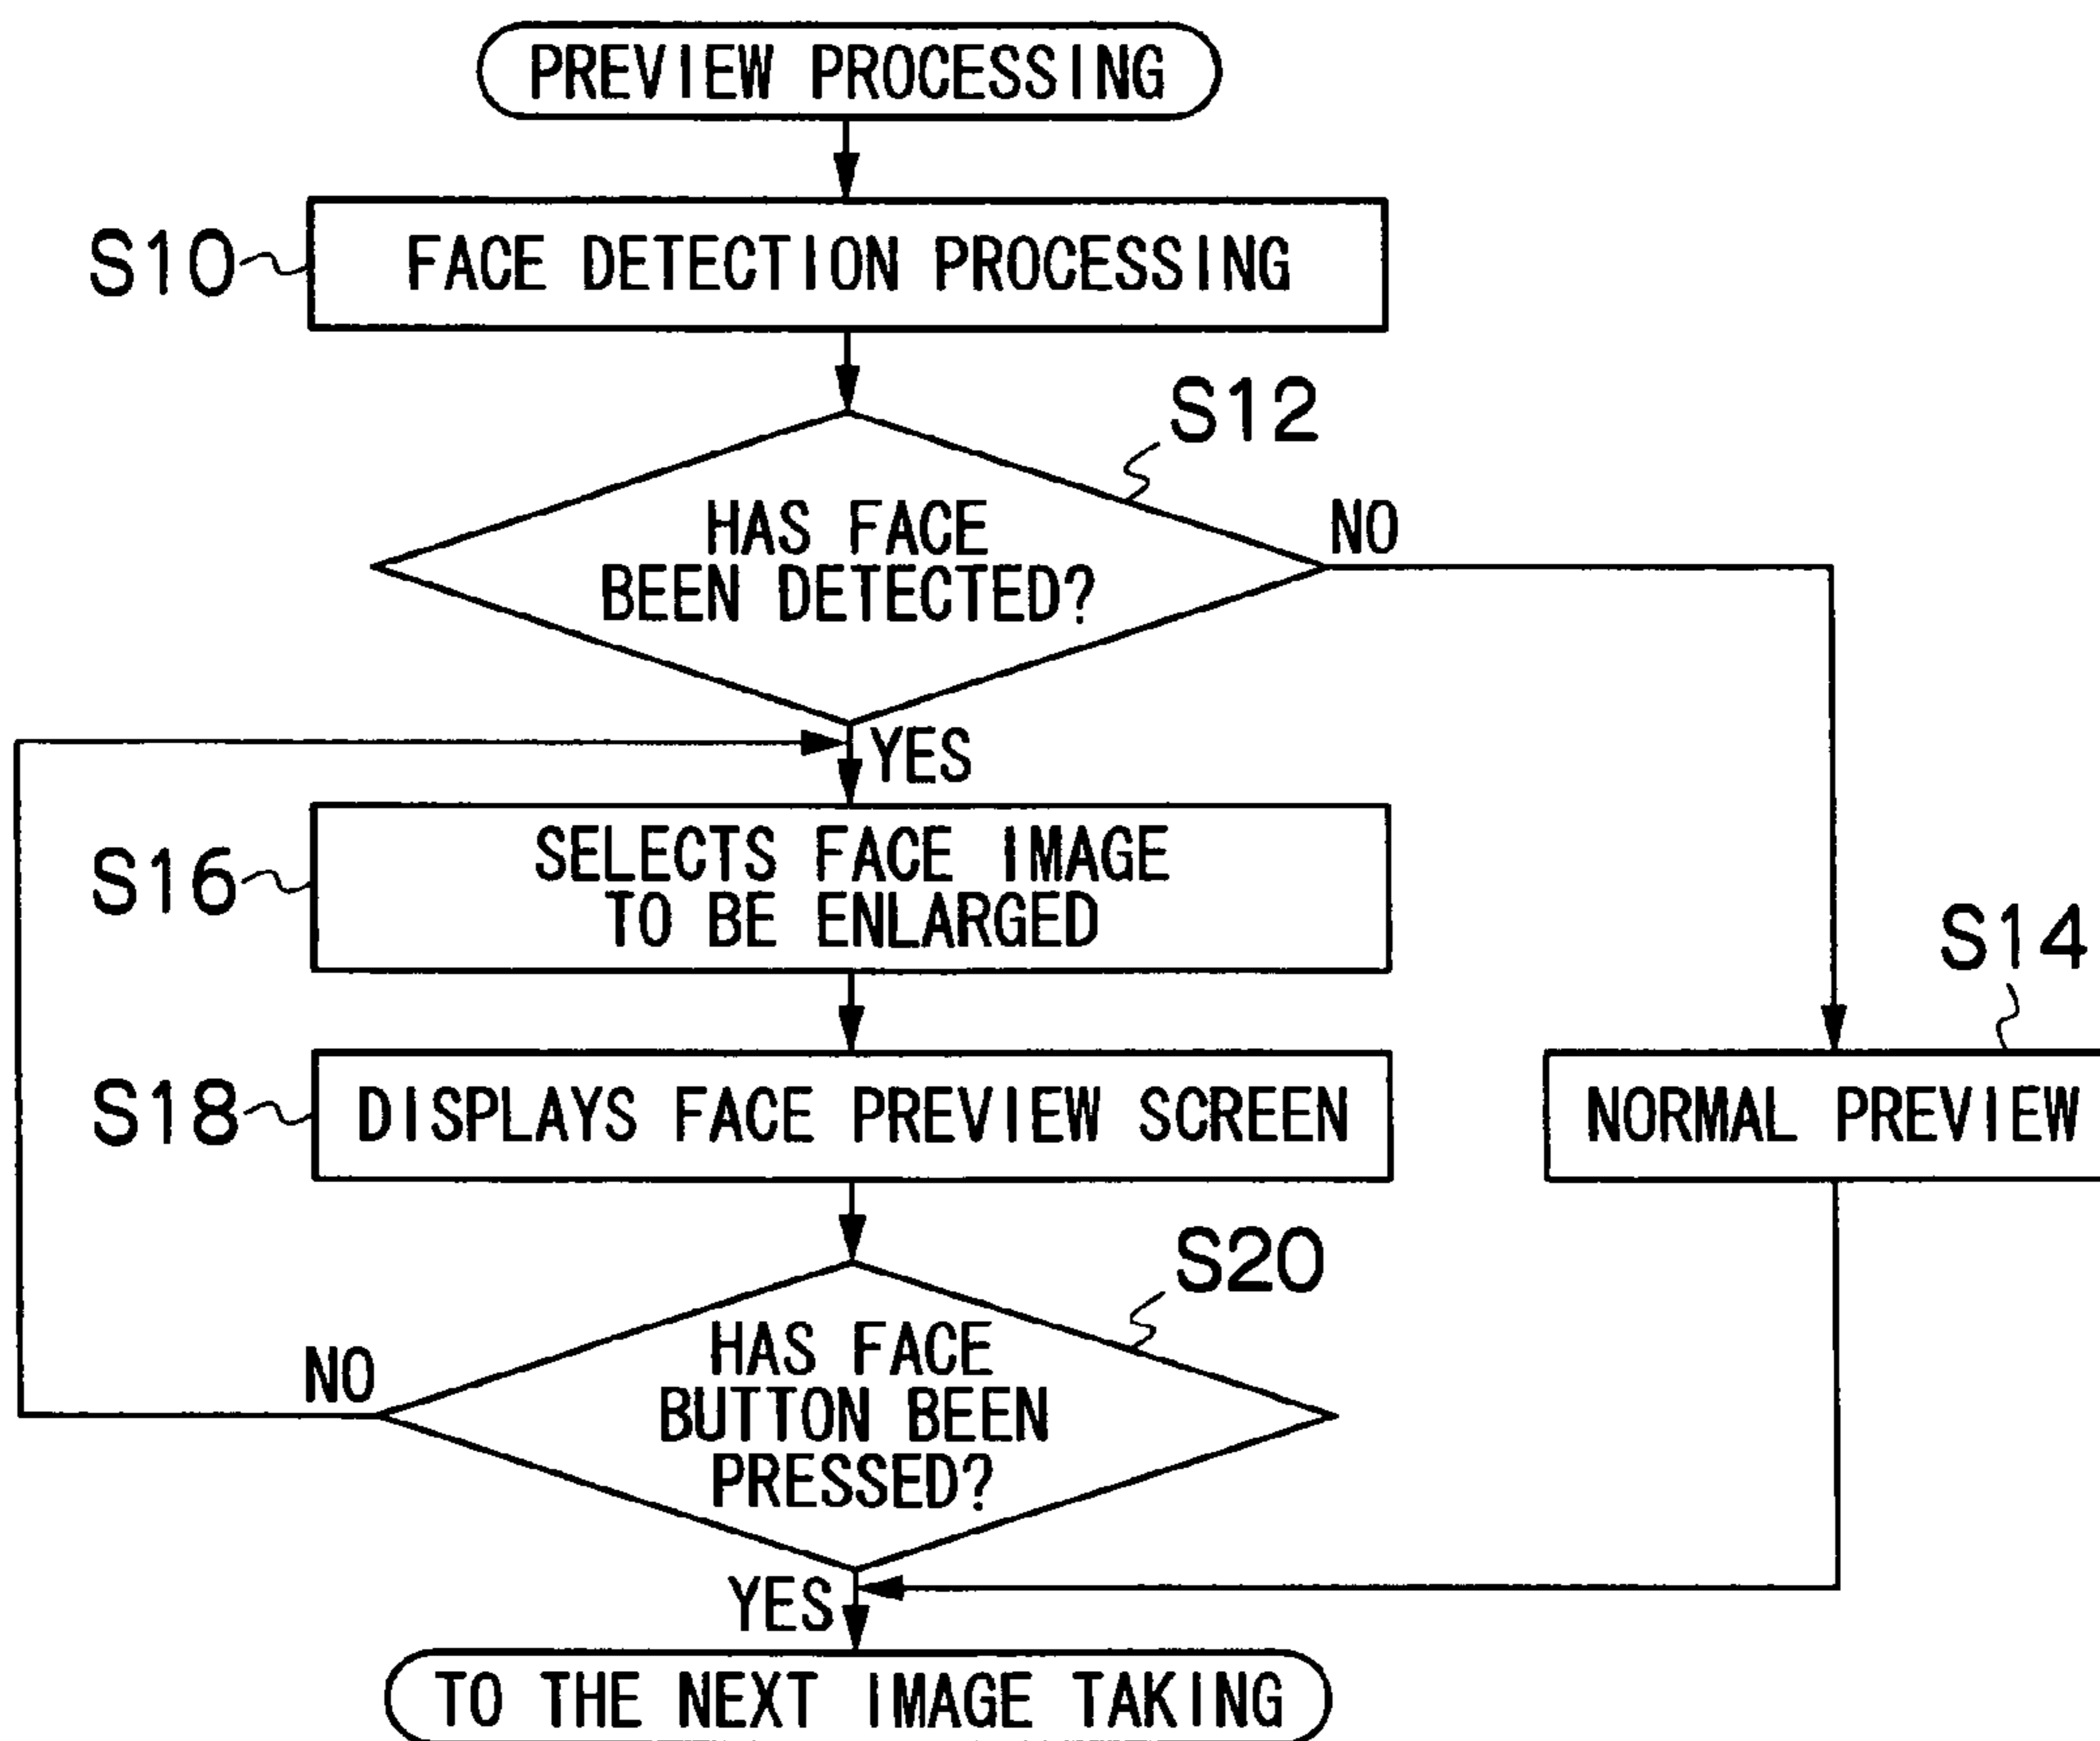 PREVIEW PROCESSING
S10
FACE DETECTION PROCESSING
S12
HAS FACE
BEEN DETECTED?
NO
YES
S16
SELECTS FACE IMAGE
TO BE ENLARGED
S14
S18
DISPLAYS FACE PREVIEW SCREEN
NORMAL PREVIEW
S20
HAS FACE
BUTTON BEEN
PRESSED?
NO
YES
TO THE NEXT IMAGE TAKING